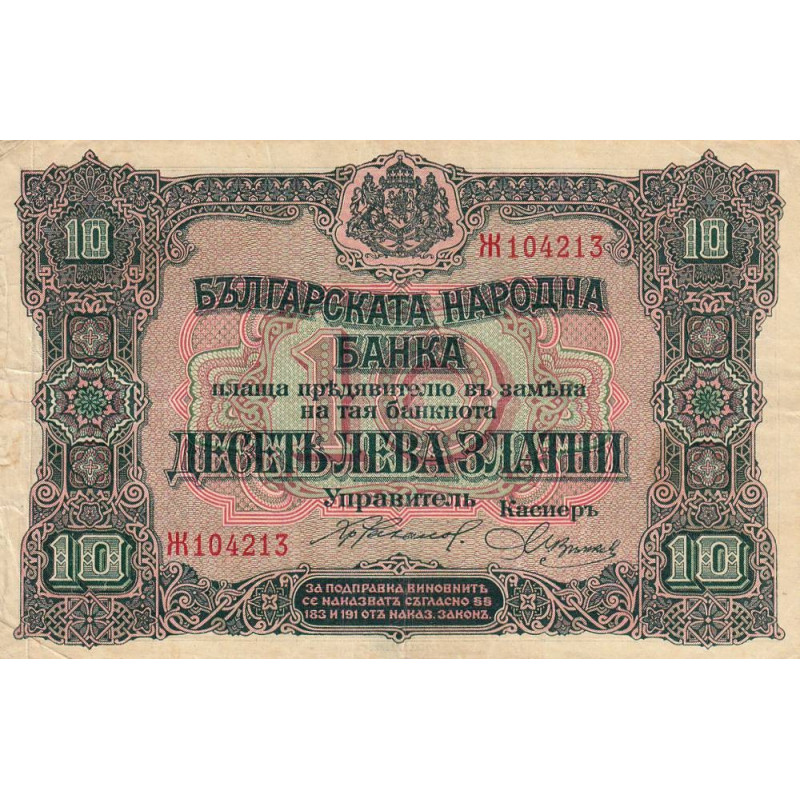 10
10
Ж104213
БЪЛГАРСКАТА НАРОДНА
БАНКА
10
плаща прѣдявителю въ замѣна
на тая банкнота
ДЕСЕТЬ ЛЕВА ЗЛАТНИ
Управитель Касиеръ
Ж104213
10
10
ЗА ПОДПРАВКА ВИНОВНИТѢ
СЕ НАКАЗВАТЪ СЪГЛАСНО §§
183 И 191 ОТЪ НАКАЗ. ЗАКОНЪ.